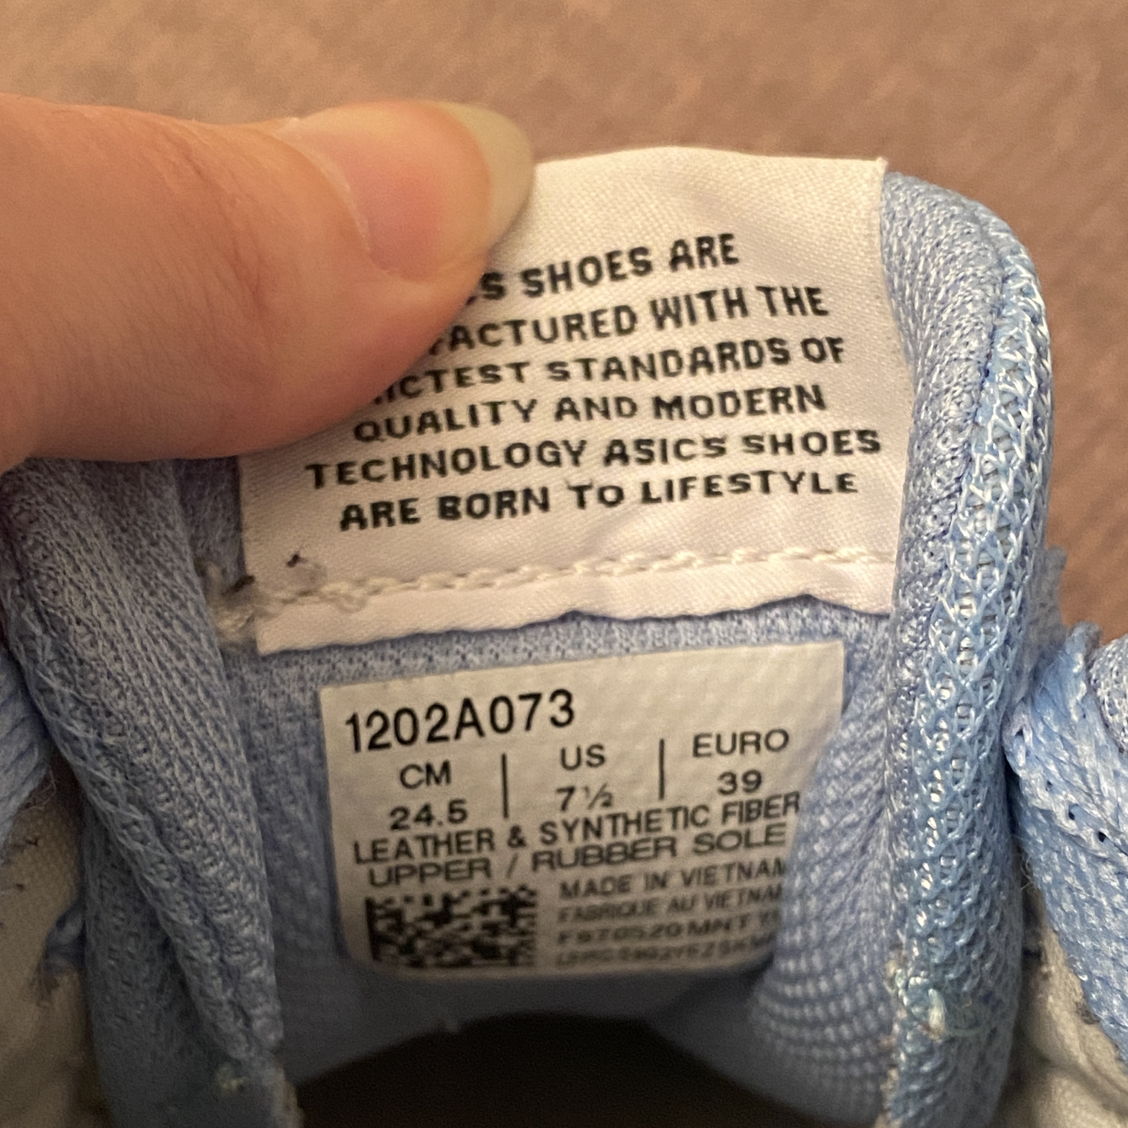 SHOES ARE
WITH THE
STANDARDS OF
QUALITY AND MODERN
TECHNOLOGY ASICS SHOES
ARE BORN TO LIFESTYLE
1202A073
CM | US | EURO
24.5 | 7½ | 39
LEATHER & SYNTHETIC FIBER
UPPER / RUBBER SOLE
MADE IN VIETNAM
FABRIQUE AU VIETNAM